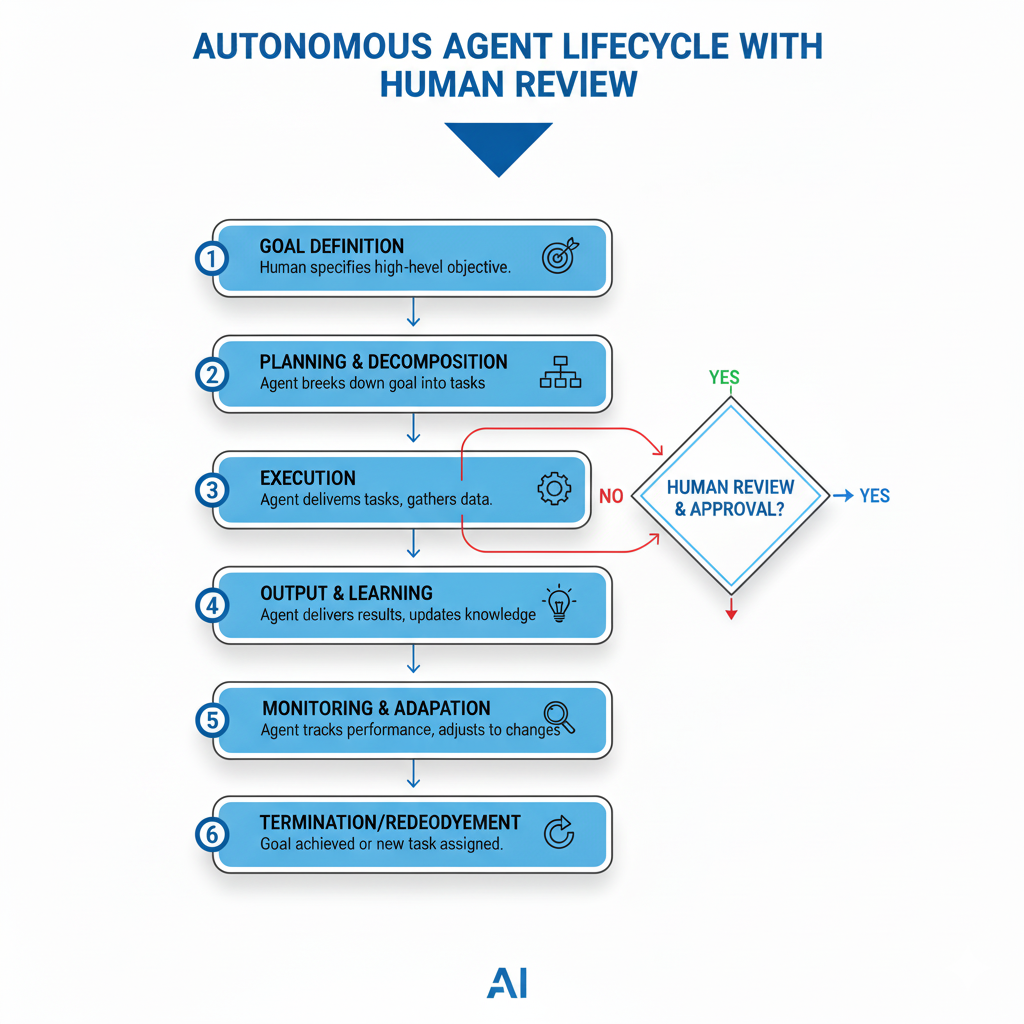 AUTONOMOUS AGENT LIFECYCLE WITH
HUMAN REVIEW
1
GOAL DEFINITION
Human specifies high-hevel objective.
2
PLANNING & DECOMPOSITION
Agent breeks down goal into tasks
YES
3
EXECUTION
Agent delivems tasks, gathers data.
NO
HUMAN REVIEW
& APPROVAL?
YES
4
OUTPUT & LEARNING
Agent delivers results, updates knowledge
5
MONITORING & ADAPATION
Agent tracks performance, adjusts to changes
6
TERMINATION/REDEODYEMENT
Goal achieved or new task assigned.
AI